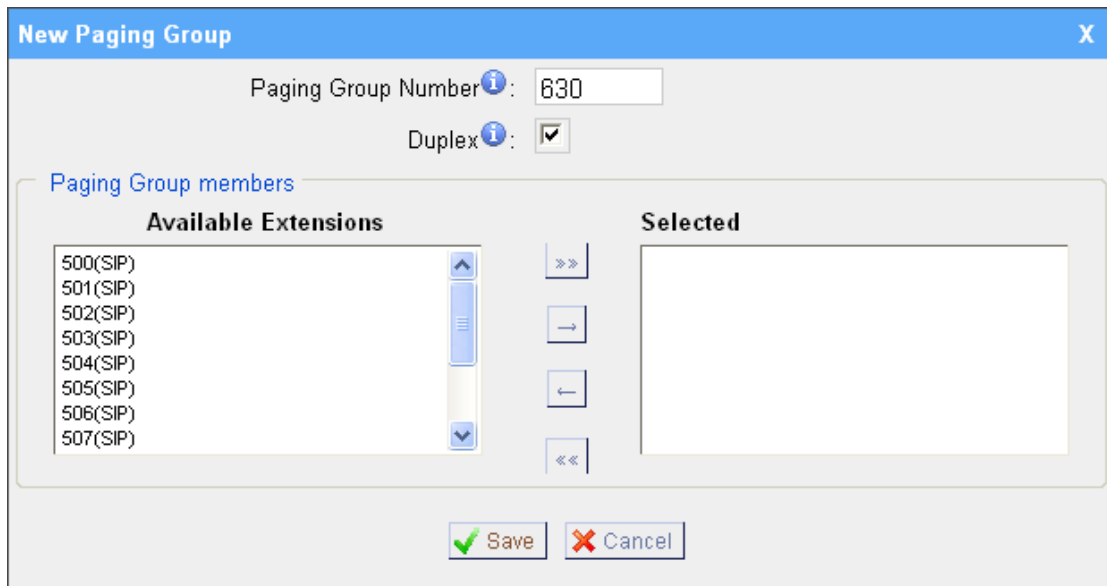 New Paging Group X
Paging Group Number i : 630
Duplex i :
Paging Group members
Available Extensions Selected
500(SIP)
501(SIP)
502(SIP)
503(SIP)
504(SIP)
505(SIP)
506(SIP)
507(SIP)
»»
→
←
««
Save Cancel